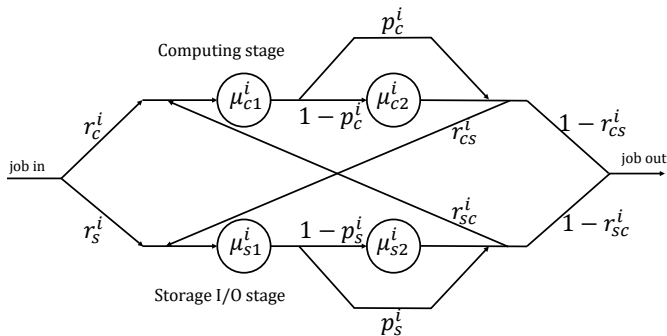 p_c^i
Computing stage
μ_{c1}^i
μ_{c2}^i
1 − p_c^i
r_c^i
r_{cs}^i
1 − r_{cs}^i
job in
job out
r_s^i
r_{sc}^i
1 − r_{sc}^i
1 − p_s^i
μ_{s1}^i
μ_{s2}^i
Storage I/O stage
p_s^i